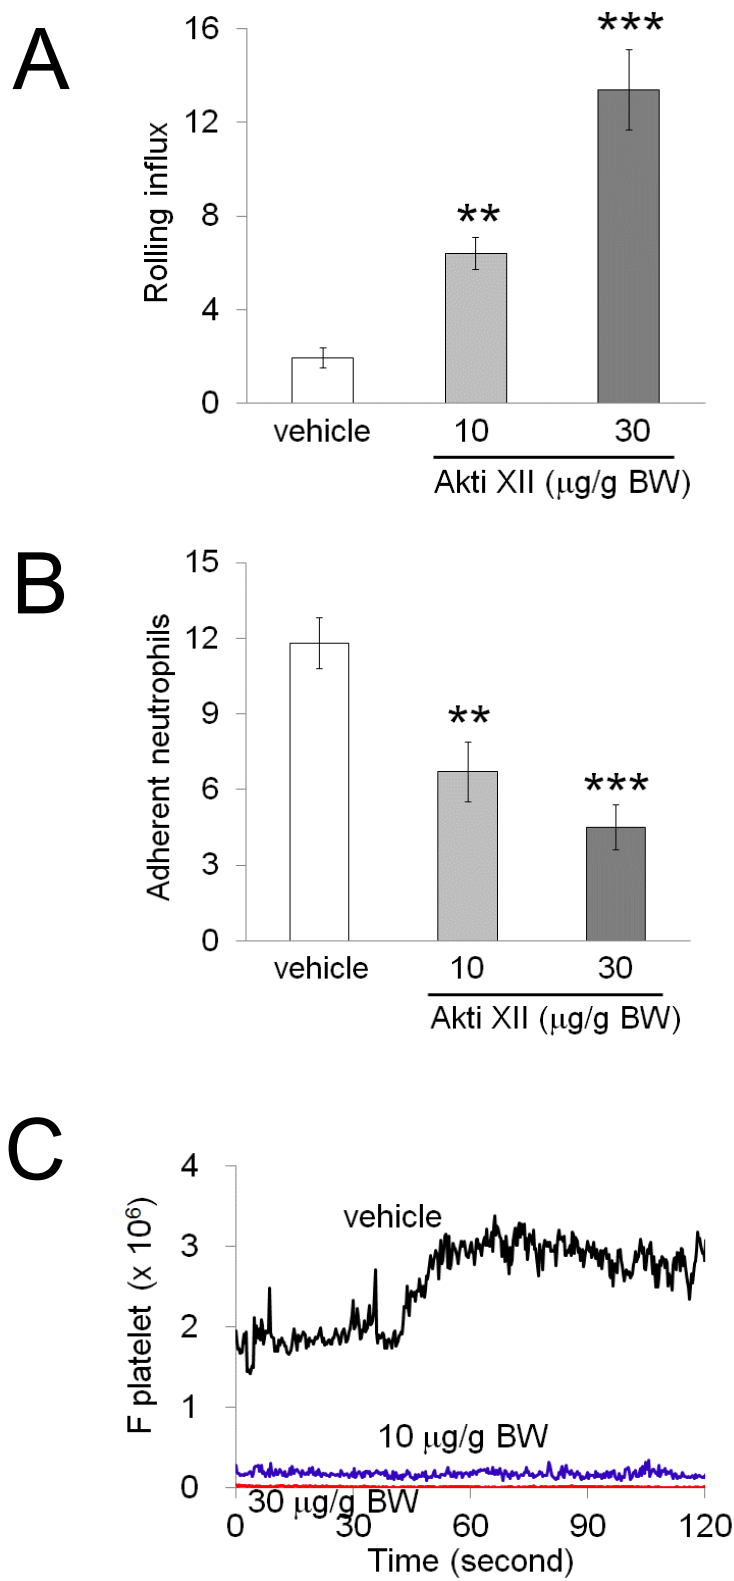 A
Rolling influx
16
12
8
4
0
***
**
vehicle
10
30
Akti XII (μg/g BW)
B
Adherent neutrophils
15
12
9
6
3
0
**
***
vehicle
10
30
Akti XII (μg/g BW)
C
F platelet (x 10⁶)
4
3
2
1
0
vehicle
10 μg/g BW
30 μg/g BW
0
30
60
90
120
Time (second)